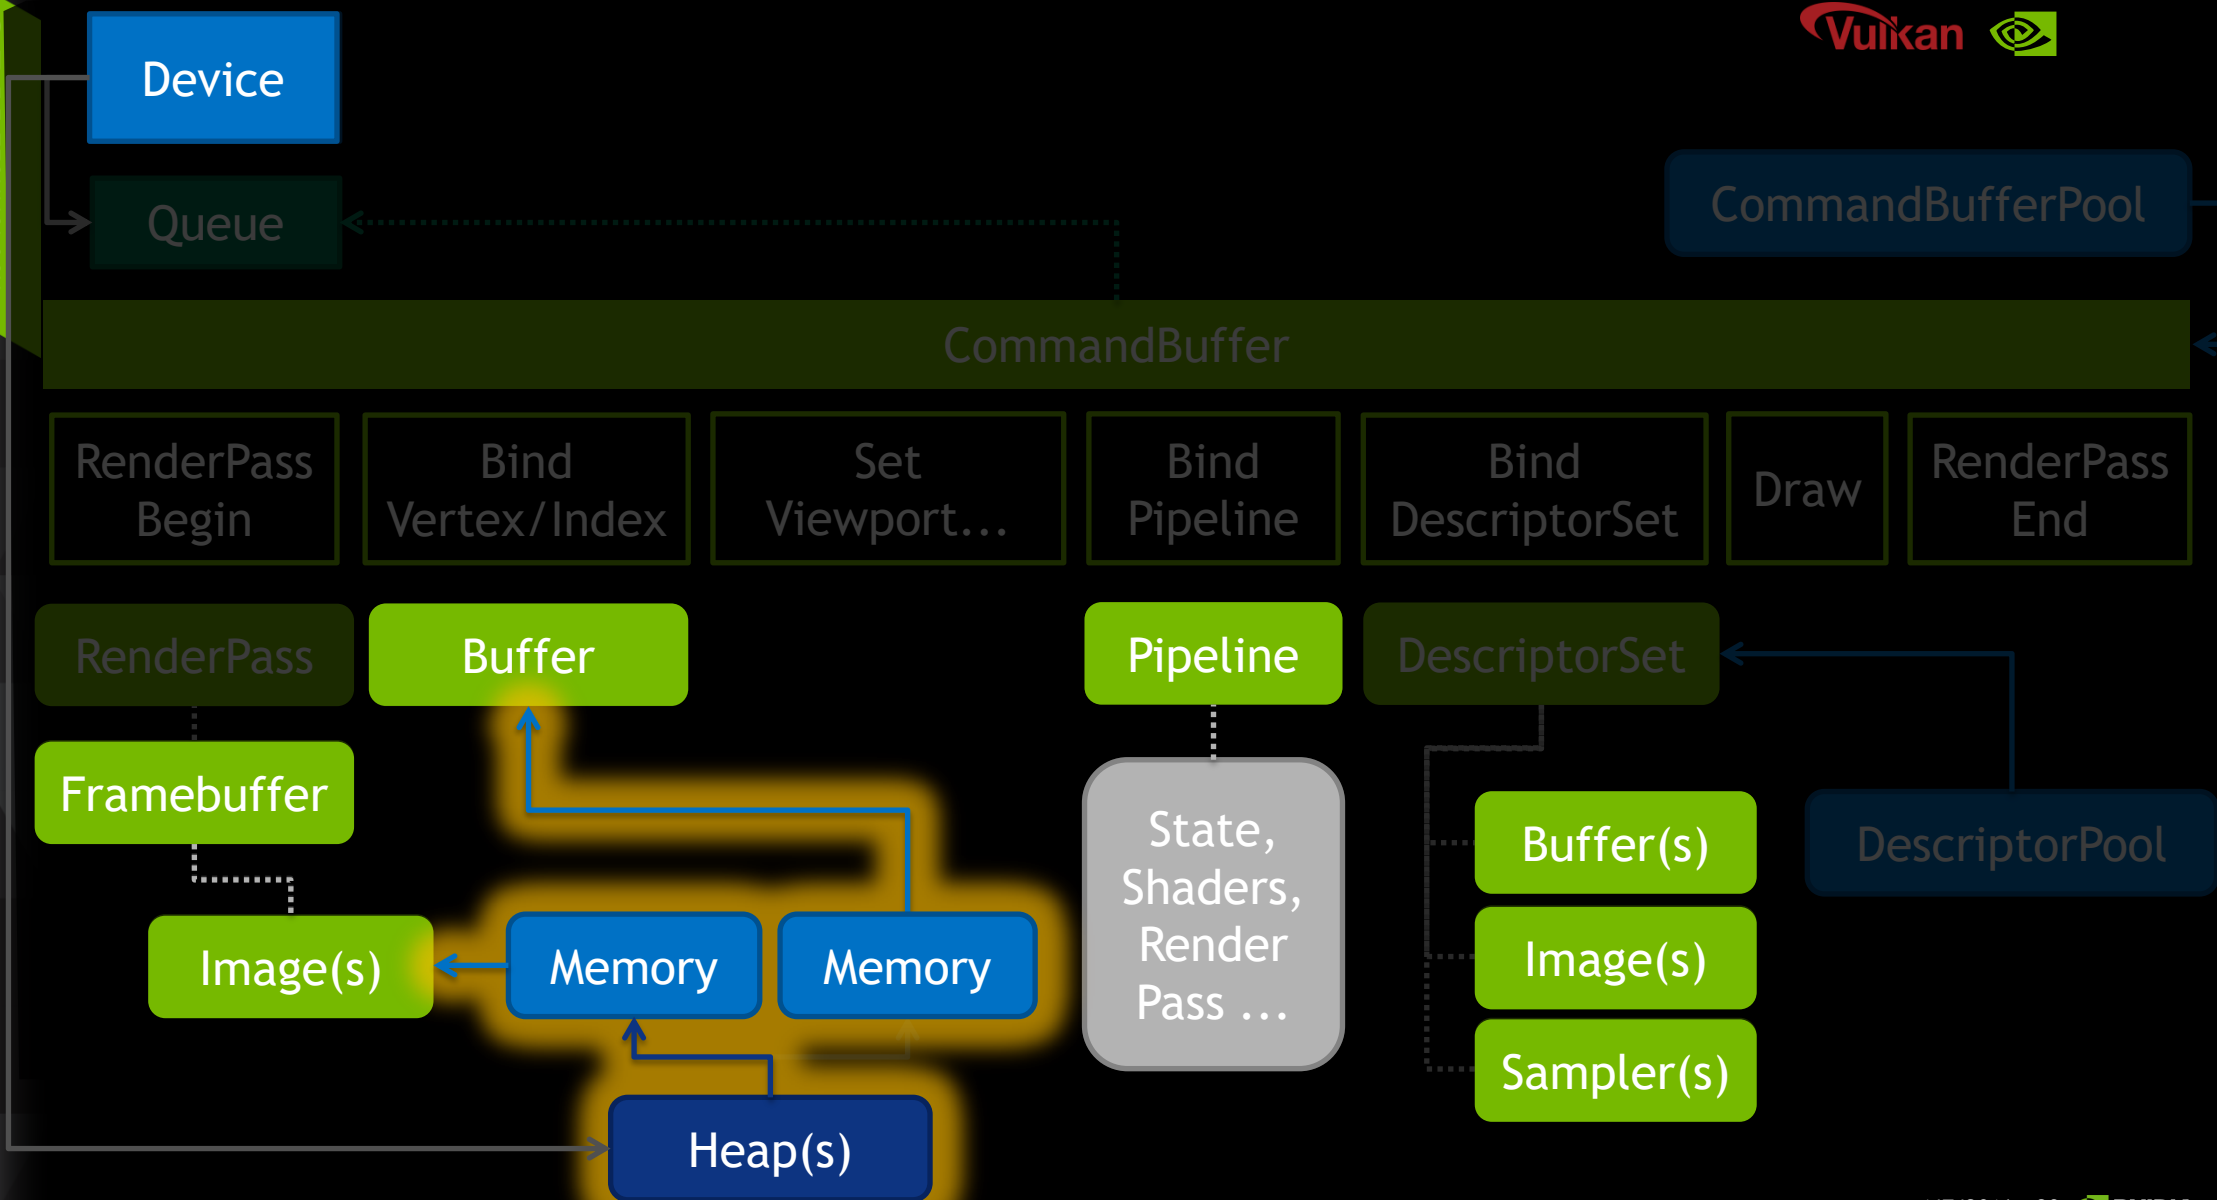 Vulkan
Device
Queue
CommandBufferPool
CommandBuffer
RenderPass
Begin
Bind
Vertex/Index
Set
Viewport...
Bind
Pipeline
Bind
DescriptorSet
Draw
RenderPass
End
RenderPass
Buffer
Pipeline
DescriptorSet
Framebuffer
State,
Shaders,
Render
Pass ...
Buffer(s)
DescriptorPool
Image(s)
Memory
Memory
Image(s)
Sampler(s)
Heap(s)